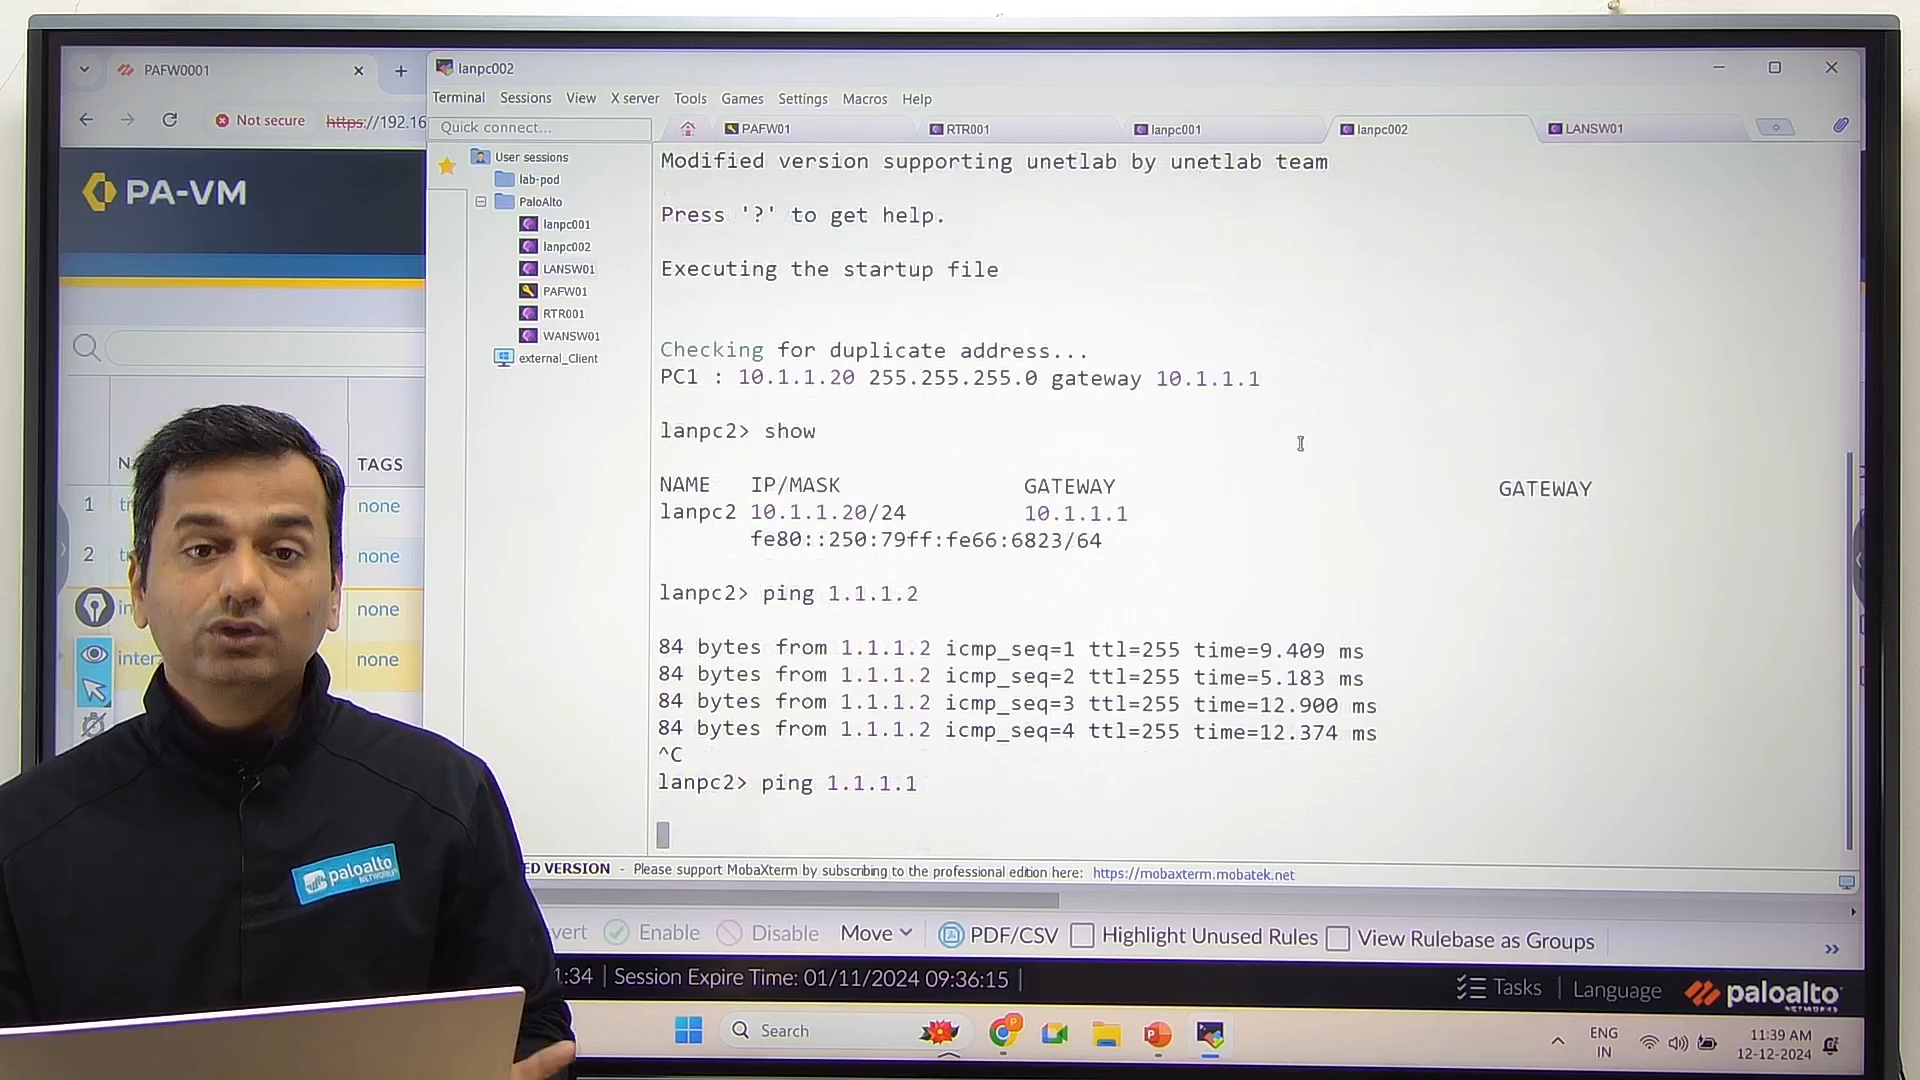 PAFW0001
lanpc002
Terminal Sessions View X server Tools Games Settings Macros Help
Not secure https://192.16
Quick connect...
PAFW01 RTR001 lanpc001 lanpc002 LANSW01
PA-VM
User sessions
lab-pod
PaloAlto
lanpc001
lanpc002
LANSW01
PAFW01
RTR001
WANSW01
external_Client
Modified version supporting unetlab by unetlab team
Press '?' to get help.
Executing the startup file
Checking for duplicate address...
PC1 : 10.1.1.20 255.255.255.0 gateway 10.1.1.1
lanpc2> show
NAME IP/MASK GATEWAY GATEWAY
lanpc2 10.1.1.20/24 10.1.1.1
fe80::250:79ff:fe66:6823/64
lanpc2> ping 1.1.1.2
84 bytes from 1.1.1.2 icmp_seq=1 ttl=255 time=9.409 ms
84 bytes from 1.1.1.2 icmp_seq=2 ttl=255 time=5.183 ms
84 bytes from 1.1.1.2 icmp_seq=3 ttl=255 time=12.900 ms
84 bytes from 1.1.1.2 icmp_seq=4 ttl=255 time=12.374 ms
^C
lanpc2> ping 1.1.1.1
TAGS
1 none
2 none
none
none
ED VERSION - Please support MobaXterm by subscribing to the professional edition here: https://mobaxterm.mobatek.net
vert Enable Disable Move PDF/CSV Highlight Unused Rules View Rulebase as Groups
1:34 | Session Expire Time: 01/11/2024 09:36:15 |
Tasks | Language
paloalto
NETWORKS
Search
ENG
IN
11:39 AM
12-12-2024
paloalto
NETWORKS